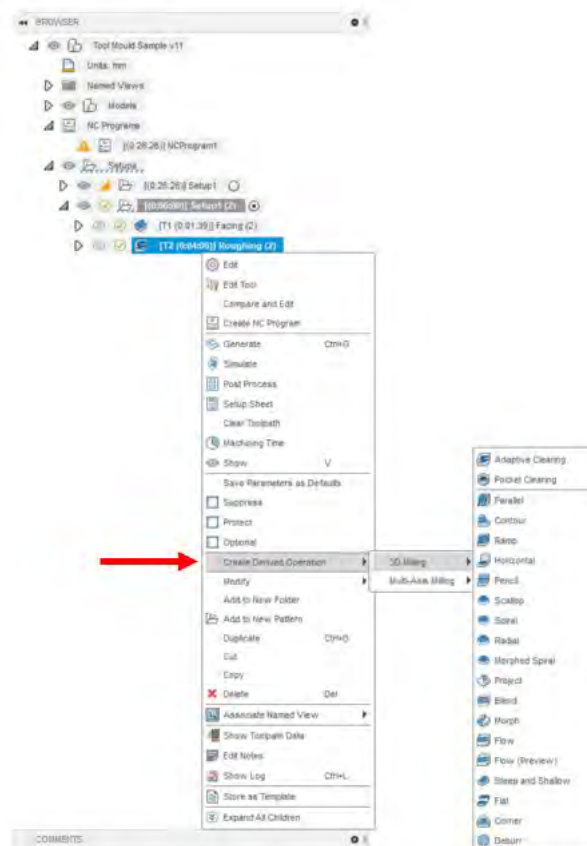 BROWSER
Tool Mould Sample v11
Units: mm
Named Views
Models
NC Programs
[(0:26:26)] NCProgram1
Setups
[(0:26:26)] Setup1
[(0:06:00)] Setup1 (2)
[T1 (0:01:39)] Facing (2)
[T2 (0:04:06)] Roughing (2)
Edit
Edit Tool
Compare and Edit
Create NC Program
Generate Ctrl+G
Simulate
Post Process
Setup Sheet
Clear Toolpath
Machining Time
Show V
Save Parameters as Defaults
Suppress
Protect
Optional
Create Derived Operation
Modify
Add to New Folder
Add to New Pattern
Duplicate Ctrl+D
Cut
Copy
Delete Del
Associate Named View
Show Toolpath Data
Edit Notes
Show Log Ctrl+L
Store as Template
Expand All Children
3D Milling
Multi-Axis Milling
Adaptive Clearing
Pocket Clearing
Parallel
Contour
Ramp
Horizontal
Pencil
Scallop
Spiral
Radial
Morphed Spiral
Project
Blend
Morph
Flow
Flow (Preview)
Steep and Shallow
Flat
Corner
Deburr
COMMENTS